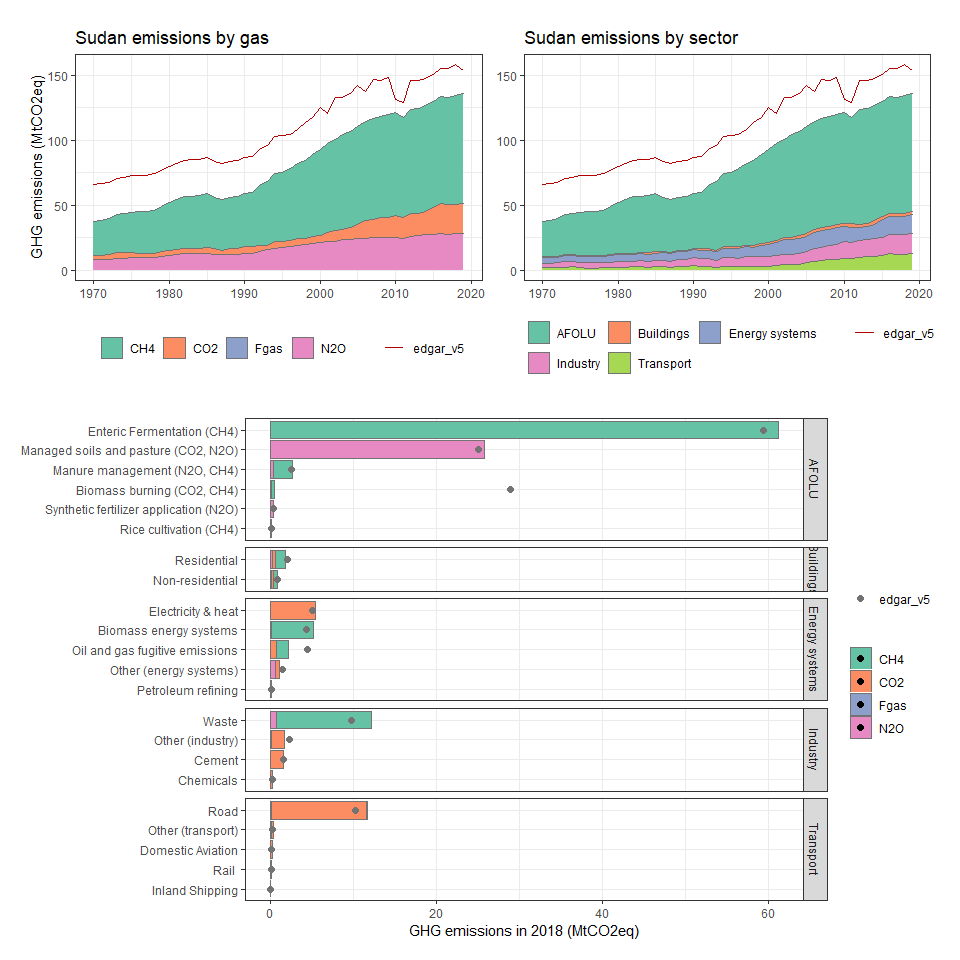 Sudan emissions by gas
GHG emissions (MtCO2eq)
150
100
50
0
1970
1980
1990
2000
2010
2020
CH4
CO2
Fgas
N2O
edgar_v5
Sudan emissions by sector
150
100
50
0
1970
1980
1990
2000
2010
2020
AFOLU
Buildings
Energy systems
edgar_v5
Industry
Transport
Enteric Fermentation (CH4)
Managed soils and pasture (CO2, N2O)
Manure management (N2O, CH4)
Biomass burning (CO2, CH4)
Synthetic fertilizer application (N2O)
Rice cultivation (CH4)
AFOLU
Residential
Non-residential
Buildings
Electricity & heat
Biomass energy systems
Oil and gas fugitive emissions
Other (energy systems)
Petroleum refining
Energy systems
Waste
Other (industry)
Cement
Chemicals
Industry
Road
Other (transport)
Domestic Aviation
Rail
Inland Shipping
Transport
0
20
40
60
GHG emissions in 2018 (MtCO2eq)
edgar_v5
CH4
CO2
Fgas
N2O